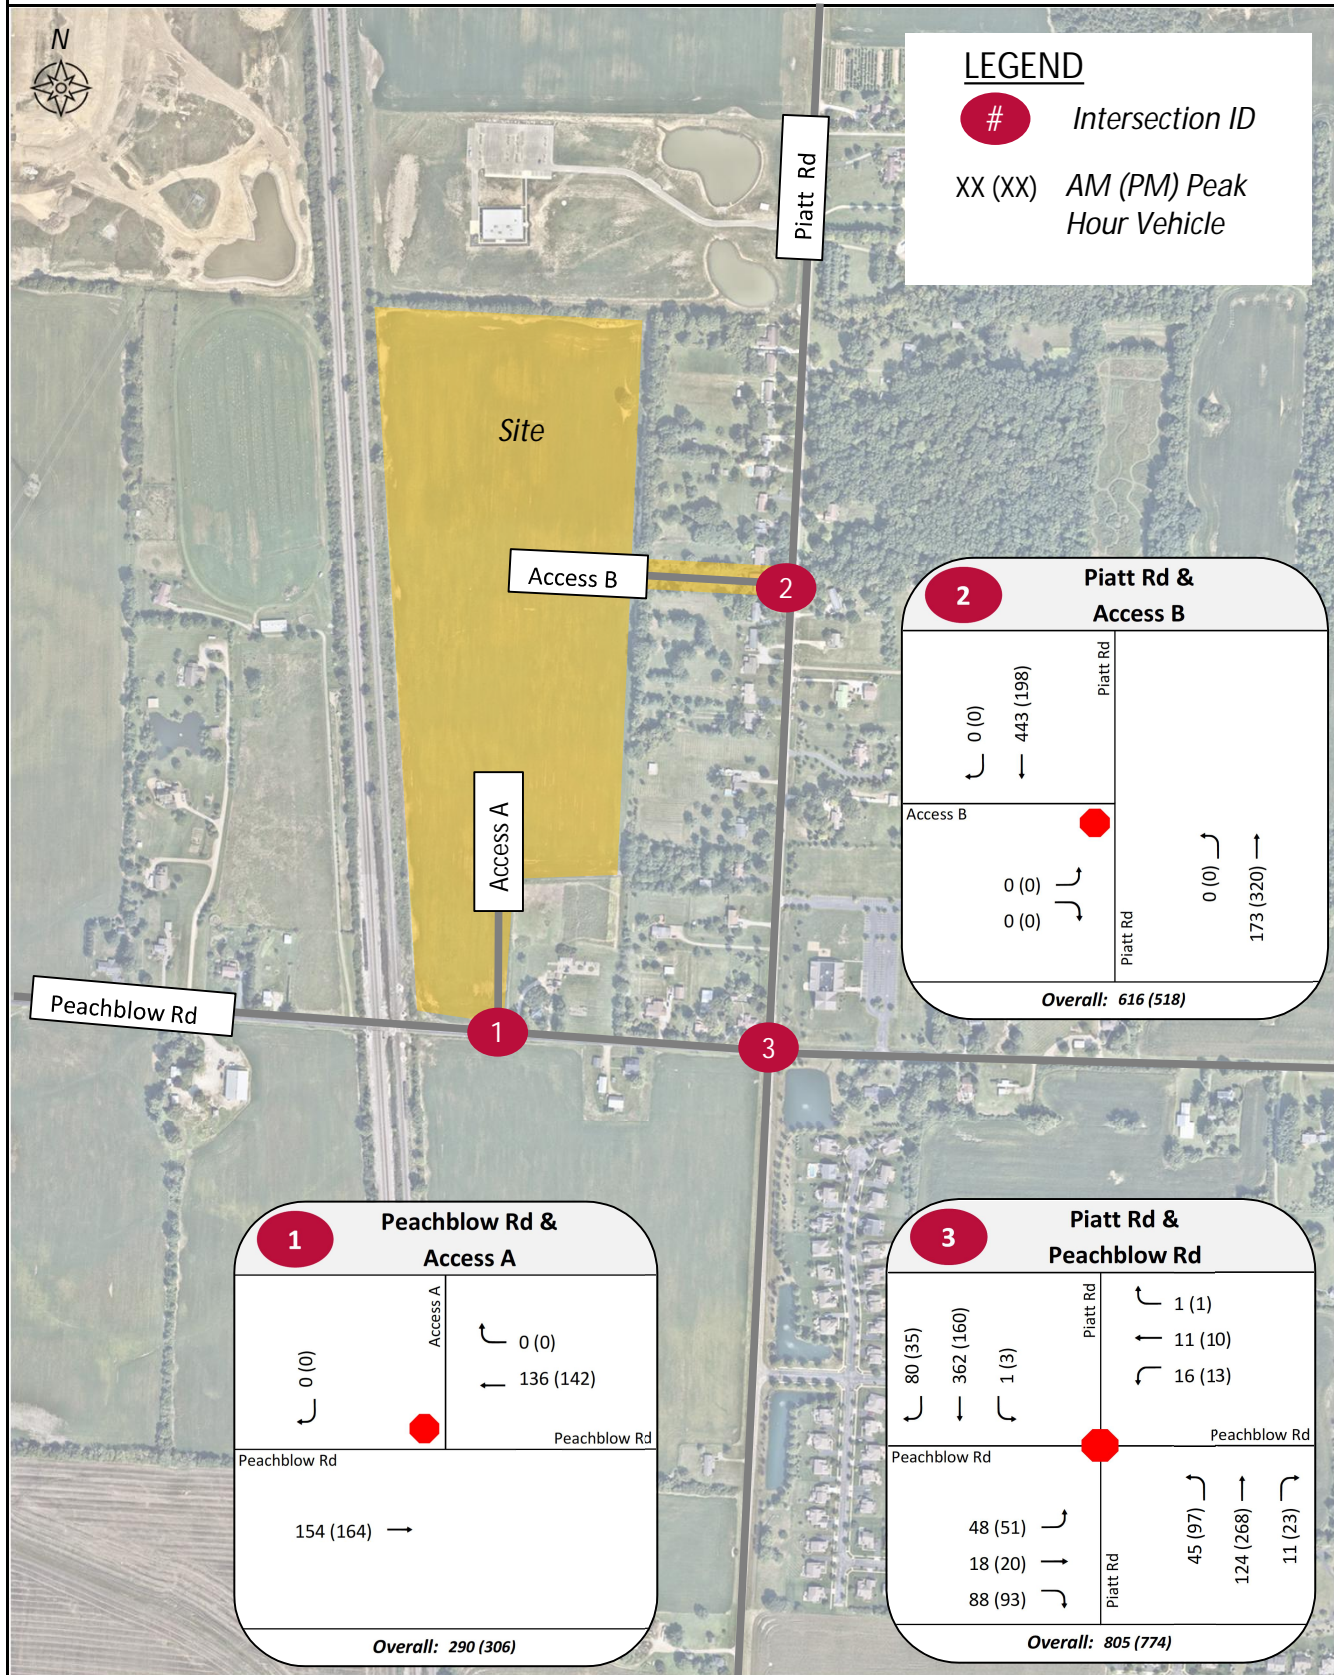 N
LEGEND
#
Intersection ID
XX (XX)
AM (PM) Peak
Hour Vehicle
Piatt Rd
Site
Access B
2
Access A
Peachblow Rd
1
3
2
Piatt Rd &
Access B
Piatt Rd
0 (0)
443 (198)
Access B
0 (0)
0 (0)
Piatt Rd
0 (0)
173 (320)
Overall: 616 (518)
1
Peachblow Rd &
Access A
Access A
0 (0)
0 (0)
136 (142)
Peachblow Rd
Peachblow Rd
154 (164)
Overall: 290 (306)
3
Piatt Rd &
Peachblow Rd
Piatt Rd
80 (35)
362 (160)
1 (3)
1 (1)
11 (10)
16 (13)
Peachblow Rd
Peachblow Rd
48 (51)
18 (20)
88 (93)
Piatt Rd
45 (97)
124 (268)
11 (23)
Overall: 805 (774)